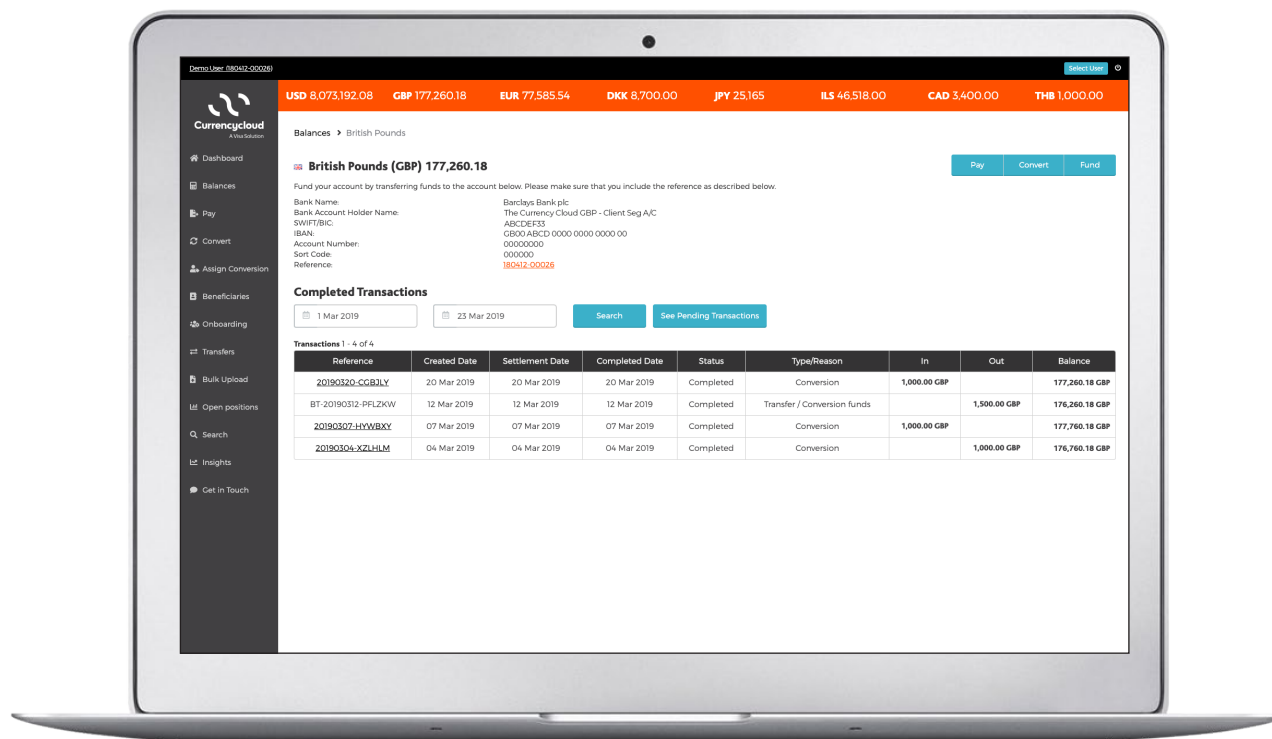 Demo User (180412-00026)
Select User
USD 8,073,192.08 GBP 177,260.18 EUR 77,585.54 DKK 8,700.00 JPY 25,165 ILS 46,518.00 CAD 3,400.00 THB 1,000.00
Currencycloud
A Visa Solution
Dashboard
Balances
Pay
Convert
Assign Conversion
Beneficiaries
Onboarding
Transfers
Bulk Upload
Open positions
Search
Insights
Get in Touch
Balances > British Pounds
British Pounds (GBP) 177,260.18
Pay Convert Fund
Fund your account by transferring funds to the account below. Please make sure that you include the reference as described below.
Bank Name: Barclays Bank plc
Bank Account Holder Name: The Currency Cloud GBP - Client Seg A/C
SWIFT/BIC: ABCDEF33
IBAN: GB00 ABCD 0000 0000 0000 00
Account Number: 00000000
Sort Code: 000000
Reference: 180412-00026
Completed Transactions
1 Mar 2019 23 Mar 2019 Search See Pending Transactions
Transactions 1 - 4 of 4
Reference Created Date Settlement Date Completed Date Status Type/Reason In Out Balance
20190320-CGBJLY 20 Mar 2019 20 Mar 2019 20 Mar 2019 Completed Conversion 1,000.00 GBP 177,260.18 GBP
BT-20190312-PFLZKW 12 Mar 2019 12 Mar 2019 12 Mar 2019 Completed Transfer / Conversion funds 1,500.00 GBP 176,260.18 GBP
20190307-HYWBXY 07 Mar 2019 07 Mar 2019 07 Mar 2019 Completed Conversion 1,000.00 GBP 177,760.18 GBP
20190304-XZLHLM 04 Mar 2019 04 Mar 2019 04 Mar 2019 Completed Conversion 1,000.00 GBP 176,760.18 GBP